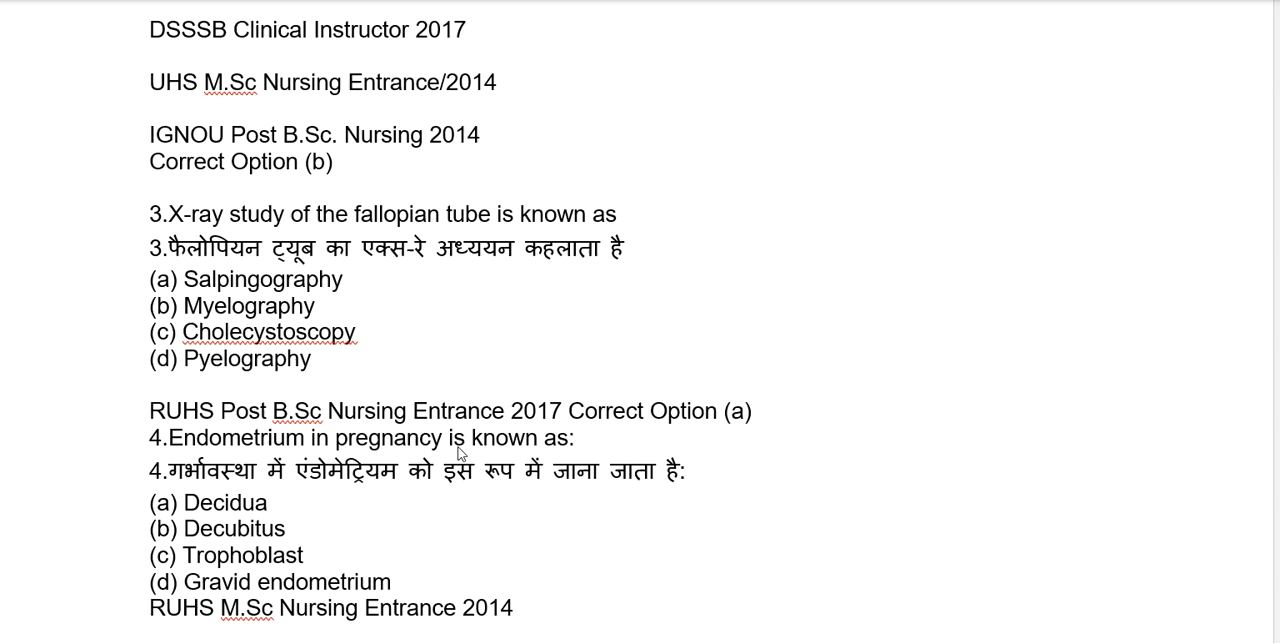 DSSSB Clinical Instructor 2017
UHS M.Sc Nursing Entrance/2014
IGNOU Post B.Sc. Nursing 2014
Correct Option (b)
3.X-ray study of the fallopian tube is known as
3.फैलोपियन ट्यूब का एक्स-रे अध्ययन कहलाता है
(a) Salpingography
(b) Myelography
(c) Cholecystoscopy
(d) Pyelography
RUHS Post B.Sc Nursing Entrance 2017 Correct Option (a)
4.Endometrium in pregnancy is known as:
4.गर्भावस्था में एंडोमेट्रियम को इस रूप में जाना जाता है:
(a) Decidua
(b) Decubitus
(c) Trophoblast
(d) Gravid endometrium
RUHS M.Sc Nursing Entrance 2014